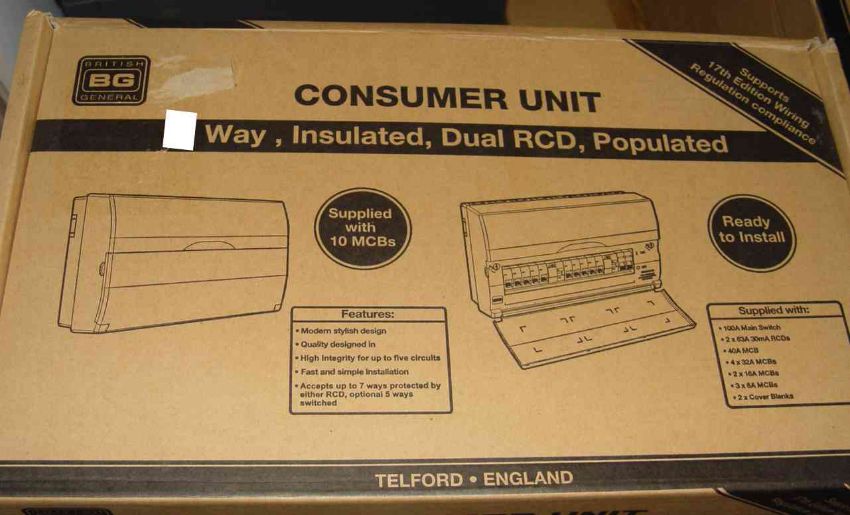 BRITISH
BG
GENERAL
CONSUMER UNIT
Supports
17th Edition Wiring
Regulation compliance
Way , Insulated, Dual RCD, Populated
Supplied
with
10 MCBs
Ready
to Install
Features:
• Modern stylish design
• Quality designed in
• High Integrity for up to five circuits
• Fast and simple Installation
• Accepts up to 7 ways protected by
either RCD, optional 5 ways
switched
Supplied with:
• 100A Main Switch
• 2 x 63A 30mA RCDs
• 40A MCB
• 4 x 32A MCBs
• 2 x 16A MCBs
• 3 x 6A MCBs
• 2 x Cover Blanks
TELFORD • ENGLAND
UNIT